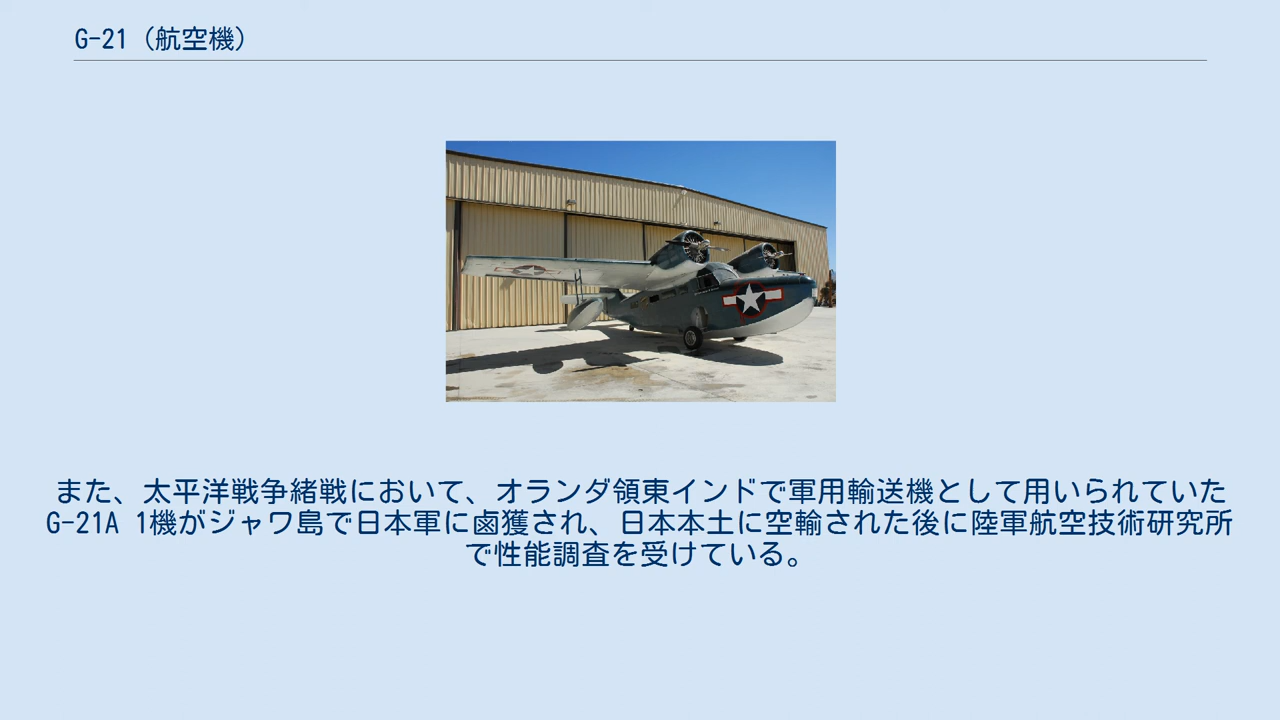 G-21（航空機）
また、太平洋戦争緒戦において、オランダ領東インドで軍用輸送機として用いられていた
G-21A 1機がジャワ島で日本軍に鹵獲され、日本本土に空輸された後に陸軍航空技術研究所
で性能調査を受けている。